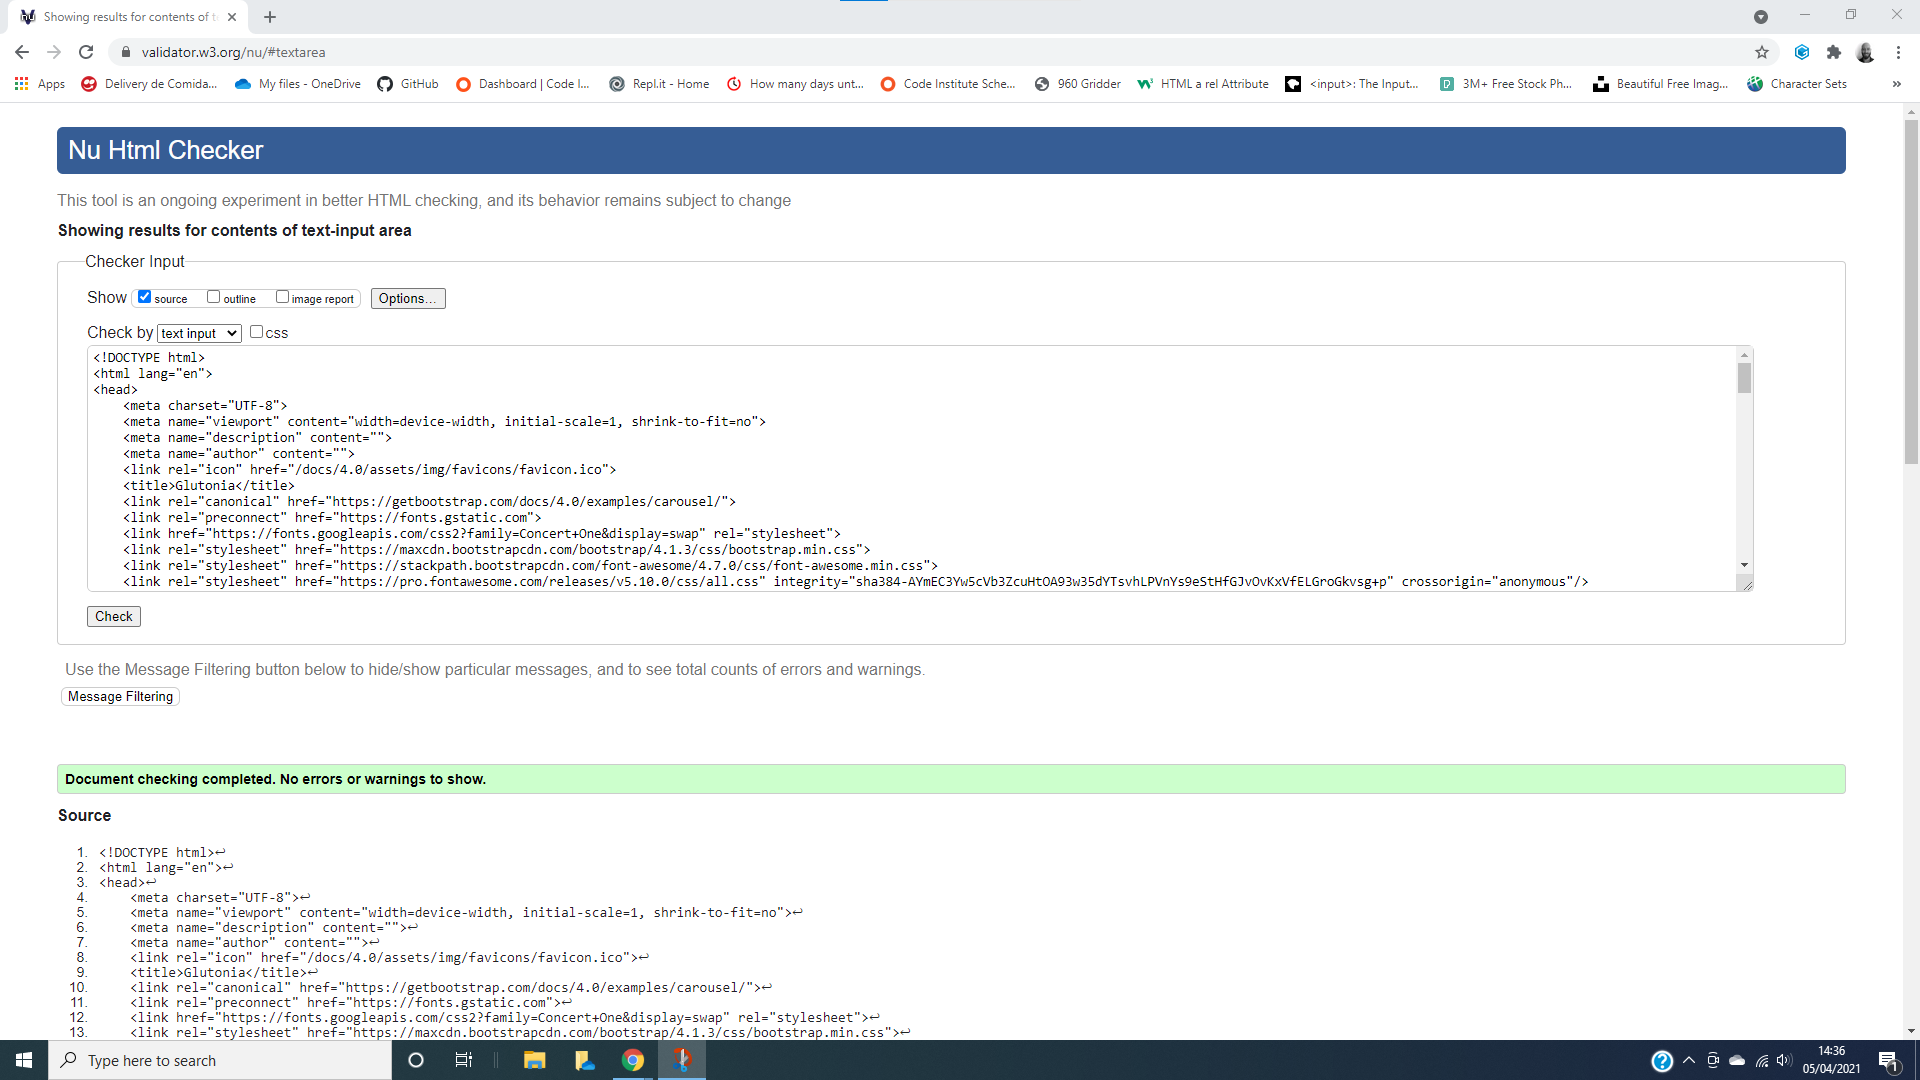 Showing results for contents of t
validator.w3.org/nu/#textarea
Apps Delivery de Comida... My files - OneDrive GitHub Dashboard | Code I... Repl.it - Home How many days unt... Code Institute Sche... 960 Gridder HTML a rel Attribute <input>: The Input... 3M+ Free Stock Ph... Beautiful Free Imag... Character Sets »
Nu Html Checker
This tool is an ongoing experiment in better HTML checking, and its behavior remains subject to change
Showing results for contents of text-input area
Checker Input
Show source outline image report Options...
Check by text input css
<!DOCTYPE html>
<html lang="en">
<head>
<meta charset="UTF-8">
<meta name="viewport" content="width=device-width, initial-scale=1, shrink-to-fit=no">
<meta name="description" content="">
<meta name="author" content="">
<link rel="icon" href="/docs/4.0/assets/img/favicons/favicon.ico">
<title>Glutonia</title>
<link rel="canonical" href="https://getbootstrap.com/docs/4.0/examples/carousel/">
<link rel="preconnect" href="https://fonts.gstatic.com">
<link href="https://fonts.googleapis.com/css2?family=Concert+One&display=swap" rel="stylesheet">
<link rel="stylesheet" href="https://maxcdn.bootstrapcdn.com/bootstrap/4.1.3/css/bootstrap.min.css">
<link rel="stylesheet" href="https://stackpath.bootstrapcdn.com/font-awesome/4.7.0/css/font-awesome.min.css">
<link rel="stylesheet" href="https://pro.fontawesome.com/releases/v5.10.0/css/all.css" integrity="sha384-AYmEC3Yw5cVb3ZcuHtOA93w35dYTsvhLPVnYs9eStHfGJvOvKxVfELGroGkvsg+p" crossorigin="anonymous"/>
Check
Use the Message Filtering button below to hide/show particular messages, and to see total counts of errors and warnings.
Message Filtering
Document checking completed. No errors or warnings to show.
Source
1. <!DOCTYPE html>↩
2. <html lang="en">↩
3. <head>↩
4. <meta charset="UTF-8">↩
5. <meta name="viewport" content="width=device-width, initial-scale=1, shrink-to-fit=no">↩
6. <meta name="description" content="">↩
7. <meta name="author" content="">↩
8. <link rel="icon" href="/docs/4.0/assets/img/favicons/favicon.ico">↩
9. <title>Glutonia</title>↩
10. <link rel="canonical" href="https://getbootstrap.com/docs/4.0/examples/carousel/">↩
11. <link rel="preconnect" href="https://fonts.gstatic.com">↩
12. <link href="https://fonts.googleapis.com/css2?family=Concert+One&display=swap" rel="stylesheet">↩
13. <link rel="stylesheet" href="https://maxcdn.bootstrapcdn.com/bootstrap/4.1.3/css/bootstrap.min.css">↩
Type here to search
14:36
05/04/2021
1